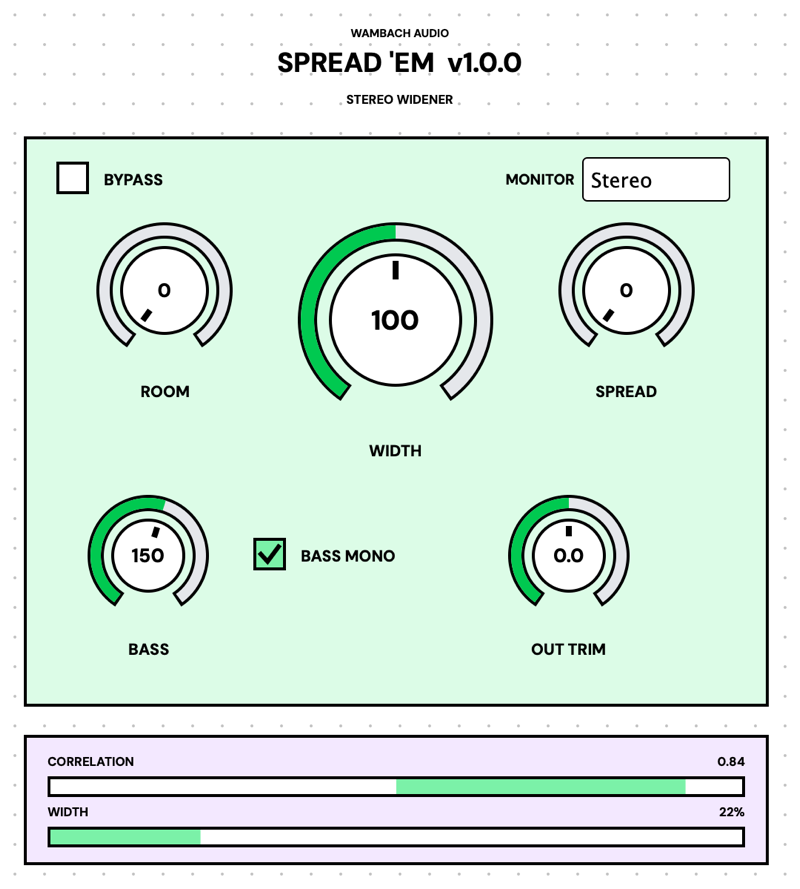 WAMBACH AUDIO
SPREAD 'EM v1.0.0
STEREO WIDENER
BYPASS
MONITOR Stereo
0
100
0
ROOM
SPREAD
WIDTH
150
BASS MONO
0.0
BASS
OUT TRIM
CORRELATION 0.84
WIDTH 22%